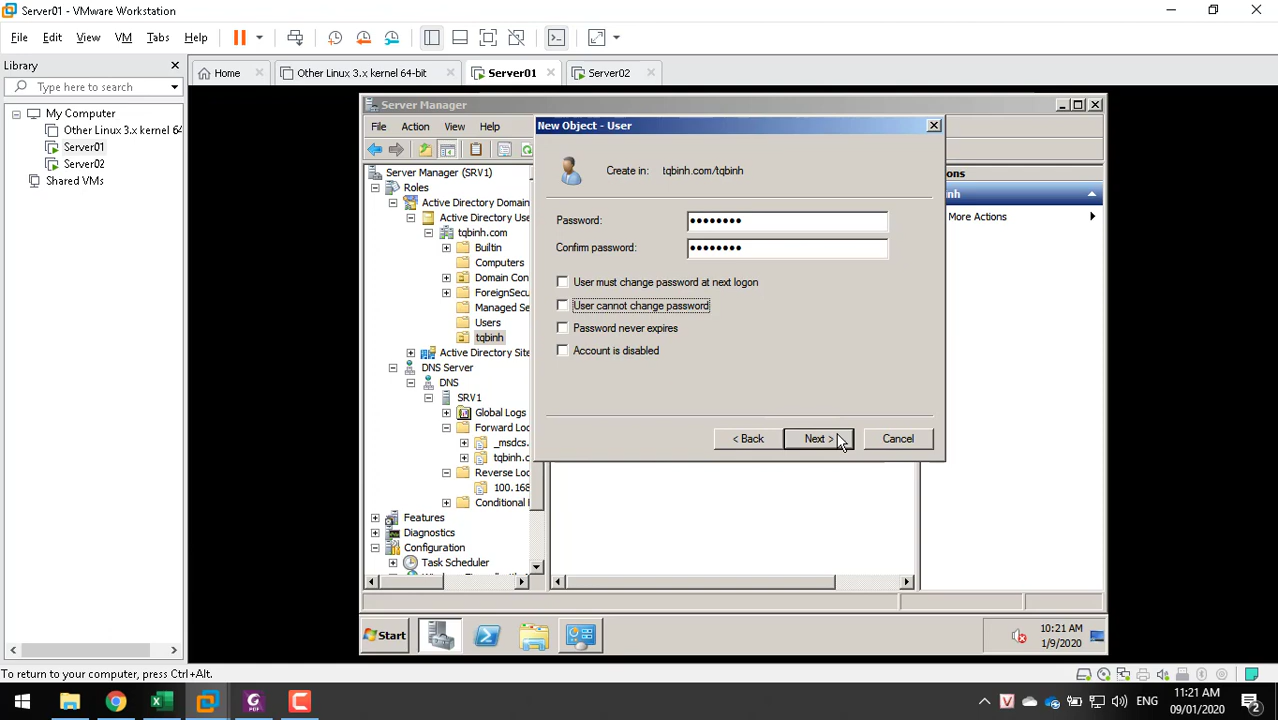 Server01 - VMware Workstation
File Edit View VM Tabs Help
Library
Type here to search
My Computer
Other Linux 3.x kernel 64
Server01
Server02
Shared VMs
Home
Other Linux 3.x kernel 64-bit
Server01
Server02
Server Manager
File Action View Help
Server Manager (SRV1)
Roles
Active Directory Domain
Active Directory Use
tqbinh.com
Builtin
Computers
Domain Con
ForeignSecu
Managed Se
Users
tqbinh
Active Directory Site
DNS Server
DNS
SRV1
Global Logs
Forward Loo
_msdcs.
tqbinh.c
Reverse Loo
100.168
Conditional F
Features
Diagnostics
Configuration
Task Scheduler
New Object - User
Create in: tqbinh.com/tqbinh
Password: ●●●●●●●●
Confirm password: ●●●●●●●●
User must change password at next logon
User cannot change password
Password never expires
Account is disabled
< Back Next > Cancel
ons
nh
More Actions
Start
10:21 AM
1/9/2020
To return to your computer, press Ctrl+Alt.
PDF
V
ENG
11:21 AM
09/01/2020
2